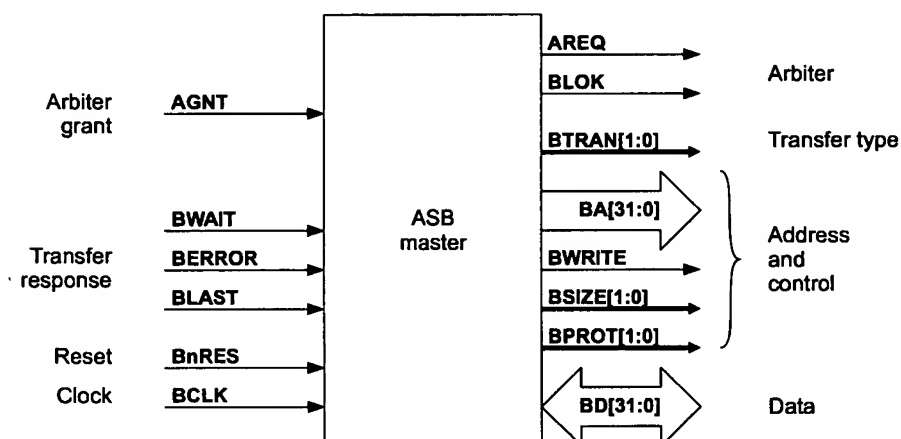 AREQ
Arbiter
BLOK
Arbiter
grant
AGNT
BTRAN[1:0]
Transfer type
BA[31:0]
BWAIT
ASB
master
Address
and
control
Transfer
response
BERROR
BWRITE
BLAST
BSIZE[1:0]
BPROT[1:0]
Reset
BnRES
Clock
BCLK
BD[31:0]
Data